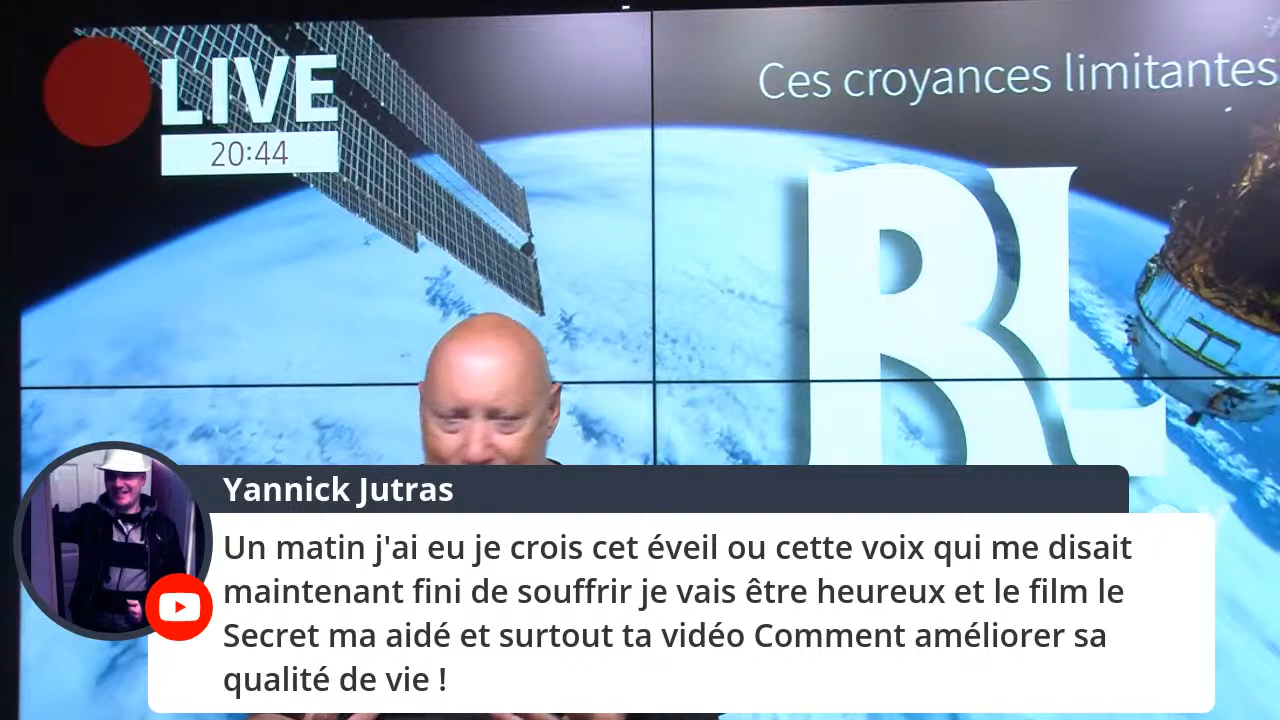 LIVE
20:44
Ces croyances limitantes
BL
Yannick Jutras
Un matin j'ai eu je crois cet éveil ou cette voix qui me disait
maintenant fini de souffrir je vais être heureux et le film le
Secret ma aidé et surtout ta vidéo Comment améliorer sa
qualité de vie !